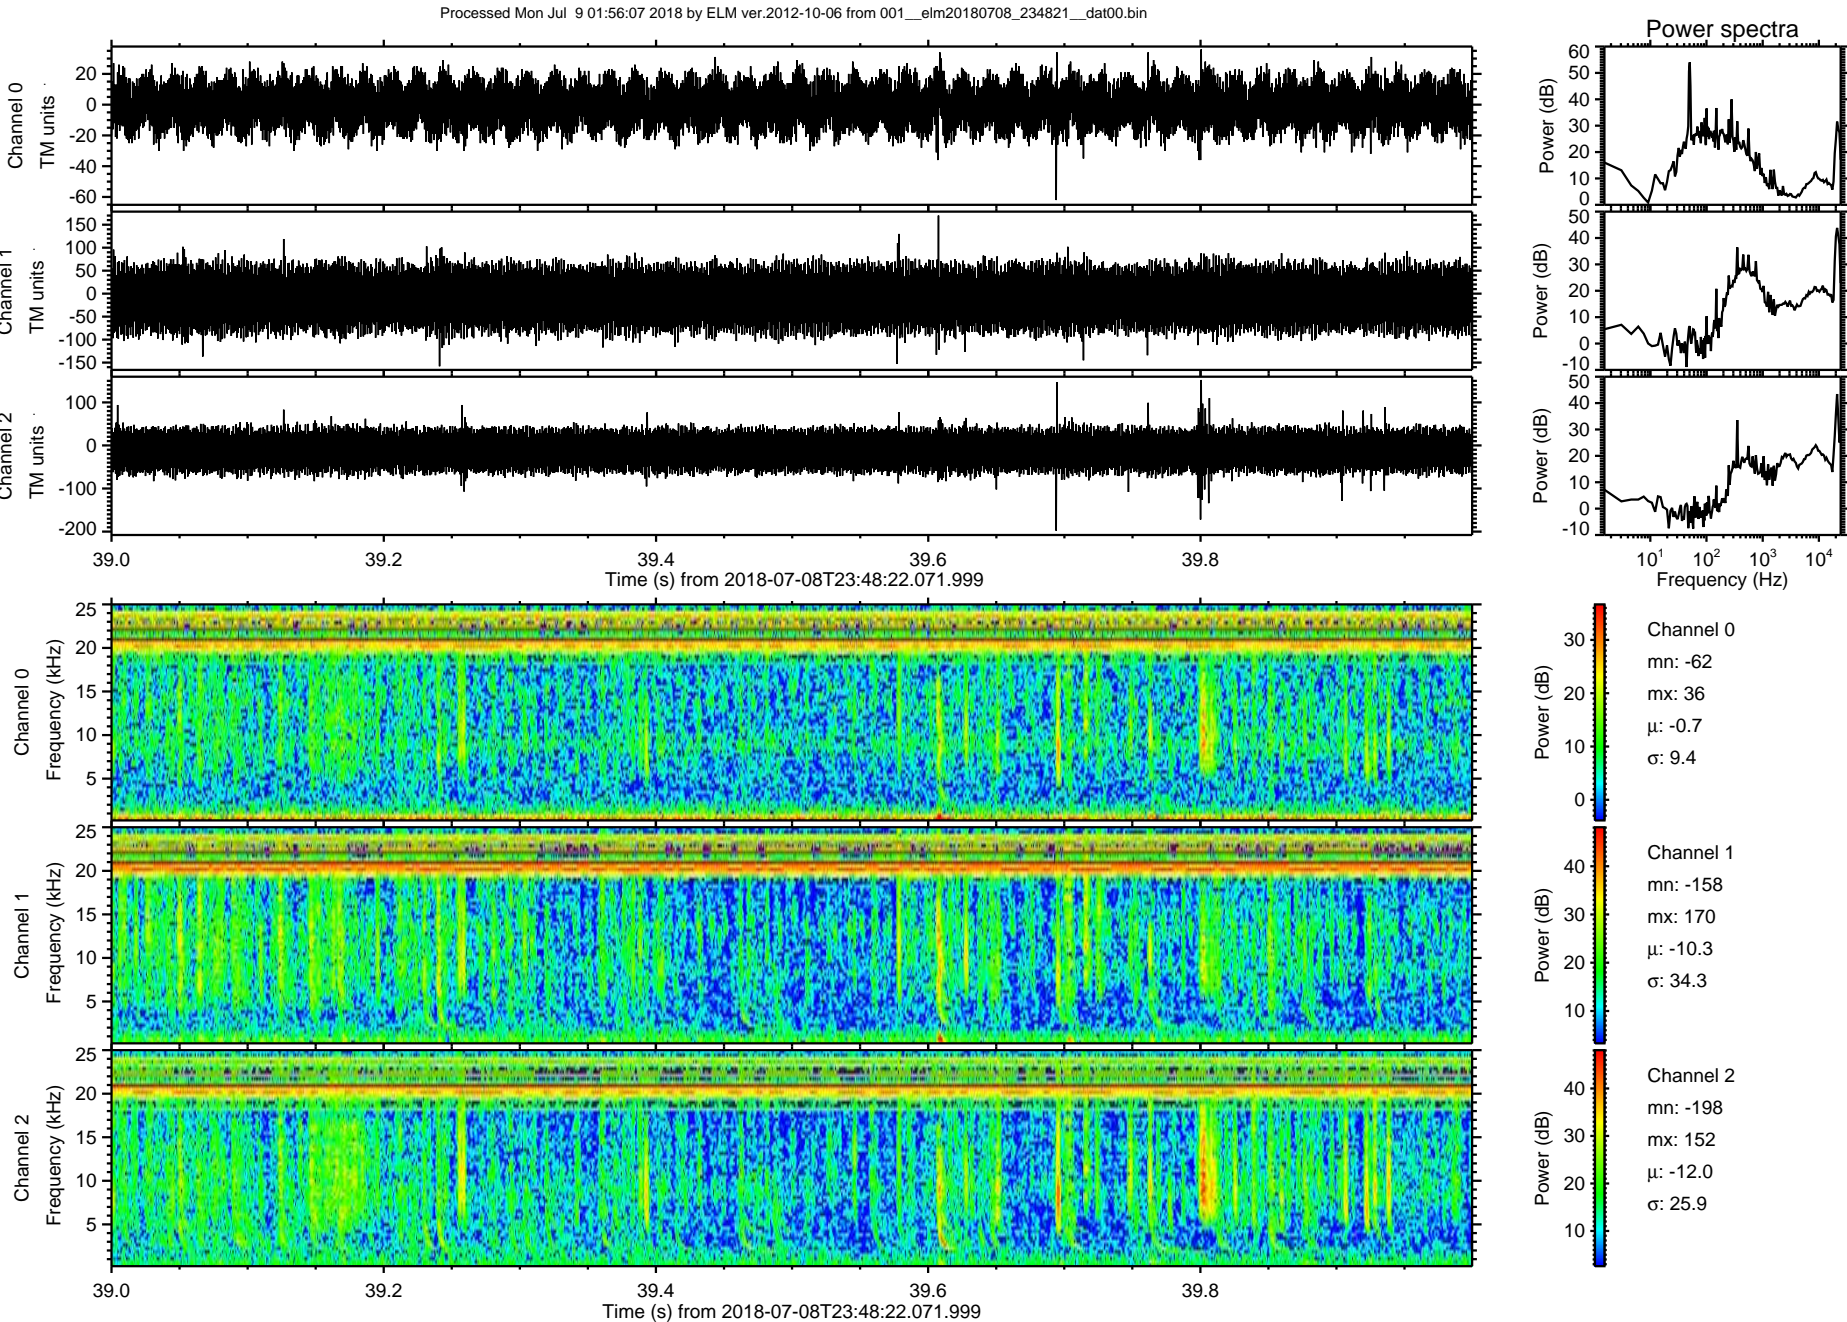 Processed Mon Jul  9 01:56:07 2018 by ELM ver.2012-10-06 from 001__elm20180708_234821__dat00.bin
Power spectra
Channel 0
TM units
20
0
-20
-40
-60
Power (dB)
60
50
40
30
20
10
0
Channel 1
TM units
150
100
50
0
-50
-100
-150
Power (dB)
50
40
30
20
10
0
-10
Channel 2
TM units
100
0
-100
-200
Power (dB)
50
40
30
20
10
0
-10
39.0 39.2 39.4 39.6 39.8
Time (s) from 2018-07-08T23:48:22.071.999
10¹ 10² 10³ 10⁴
Frequency (Hz)
Channel 0
Frequency (kHz)
25
20
15
10
5
Power (dB)
30
20
10
0
Channel 0
mn: -62
mx: 36
μ: -0.7
σ: 9.4
Channel 1
Frequency (kHz)
25
20
15
10
5
Power (dB)
40
30
20
10
Channel 1
mn: -158
mx: 170
μ: -10.3
σ: 34.3
Channel 2
Frequency (kHz)
25
20
15
10
5
Power (dB)
40
30
20
10
Channel 2
mn: -198
mx: 152
μ: -12.0
σ: 25.9
39.0 39.2 39.4 39.6 39.8
Time (s) from 2018-07-08T23:48:22.071.999